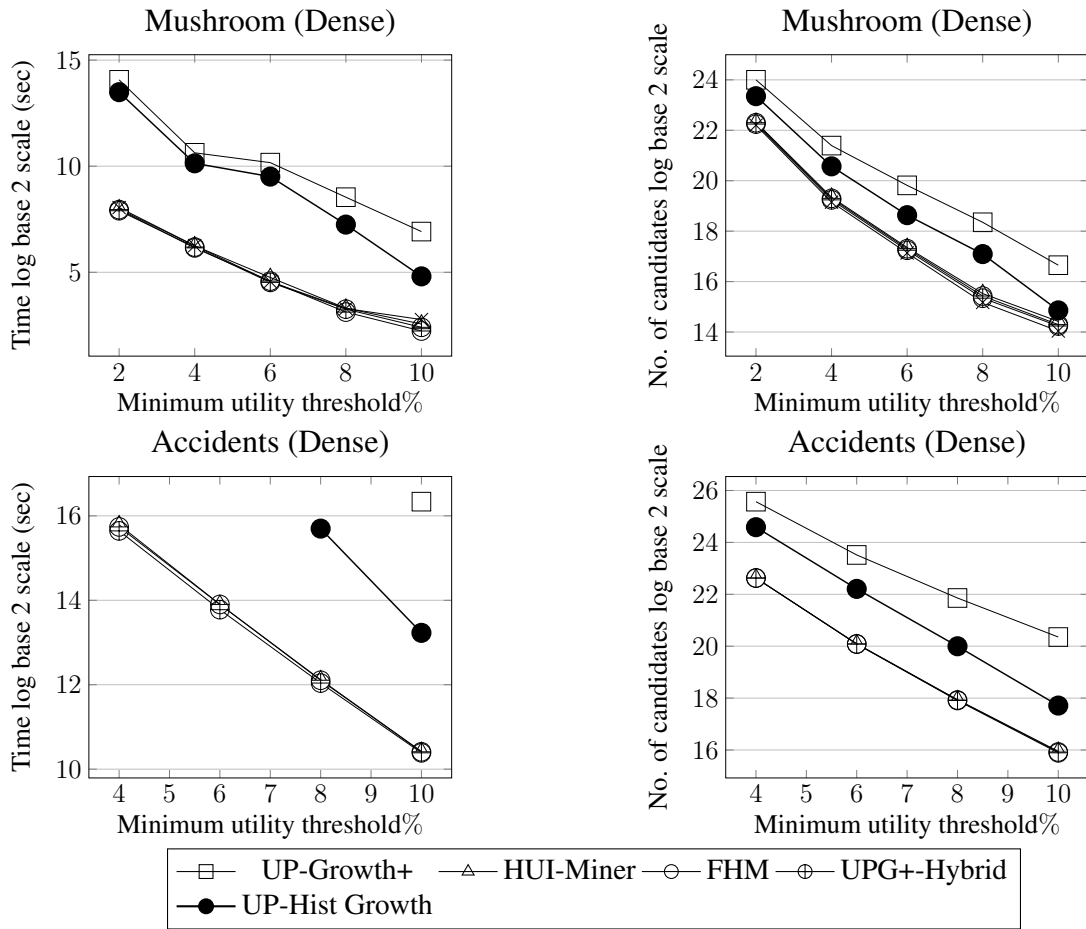 Mushroom (Dense)
15
10
5
2 4 6 8 10
Time log base 2 scale (sec)
Minimum utility threshold%
Mushroom (Dense)
24
22
20
18
16
14
2 4 6 8 10
No. of candidates log base 2 scale
Minimum utility threshold%
Accidents (Dense)
16
14
12
10
4 5 6 7 8 9 10
Time log base 2 scale (sec)
Minimum utility threshold%
Accidents (Dense)
26
24
22
20
18
16
4 5 6 7 8 9 10
No. of candidates log base 2 scale
Minimum utility threshold%
UP-Growth+ HUI-Miner FHM UPG+-Hybrid
UP-Hist Growth